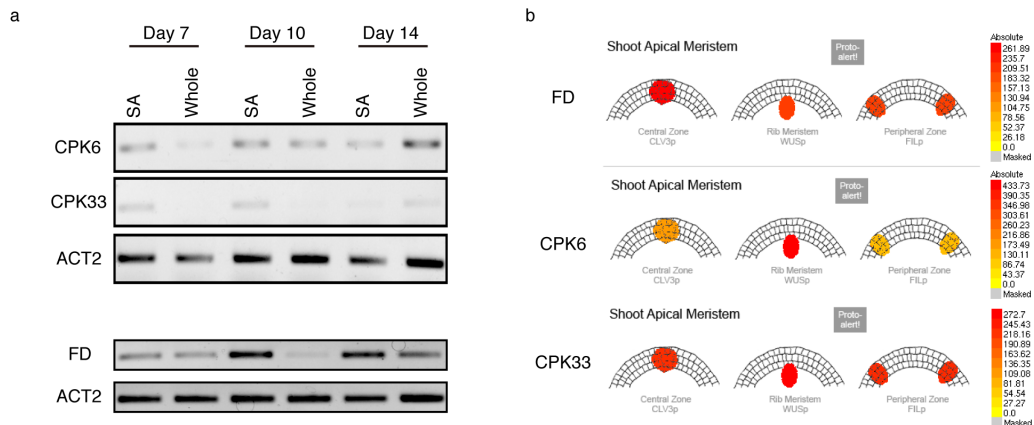 a
Day 7 Day 10 Day 14
SA Whole SA Whole SA Whole
CPK6
CPK33
ACT2
FD
ACT2
b
Shoot Apical Meristem
Proto-
alert!
FD
Central Zone
CLV3p
Rib Meristem
WUSp
Peripheral Zone
FILp
Absolute
261.89
235.7
209.51
183.32
157.13
130.94
104.75
78.56
52.37
26.18
0.0
Masked
Shoot Apical Meristem
Proto-
alert!
CPK6
Central Zone
CLV3p
Rib Meristem
WUSp
Peripheral Zone
FILp
Absolute
433.73
390.35
346.98
303.61
260.23
216.86
173.49
130.11
86.74
43.37
0.0
Masked
Shoot Apical Meristem
Proto-
alert!
CPK33
Central Zone
CLV3p
Rib Meristem
WUSp
Peripheral Zone
FILp
Absolute
272.7
245.43
218.16
190.89
163.62
136.35
109.08
81.81
54.54
27.27
0.0
Masked